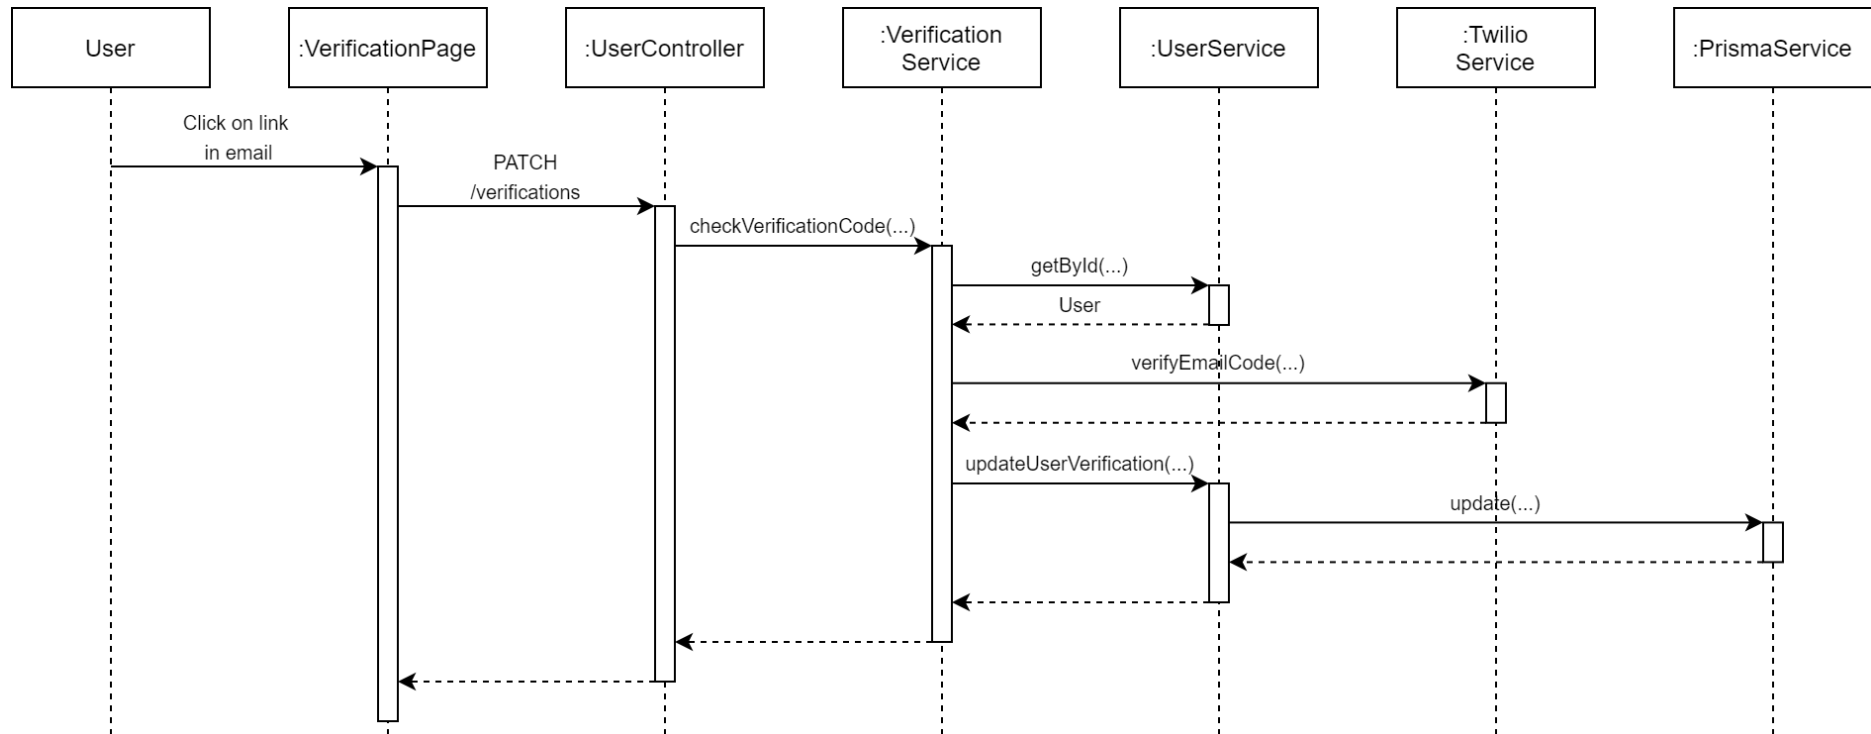 User
:VerificationPage
:UserController
:Verification
Service
:UserService
:Twilio
Service
:PrismaService
Click on link
in email
PATCH
/verifications
checkVerificationCode(...)
getById(...)
User
verifyEmailCode(...)
updateUserVerification(...)
update(...)